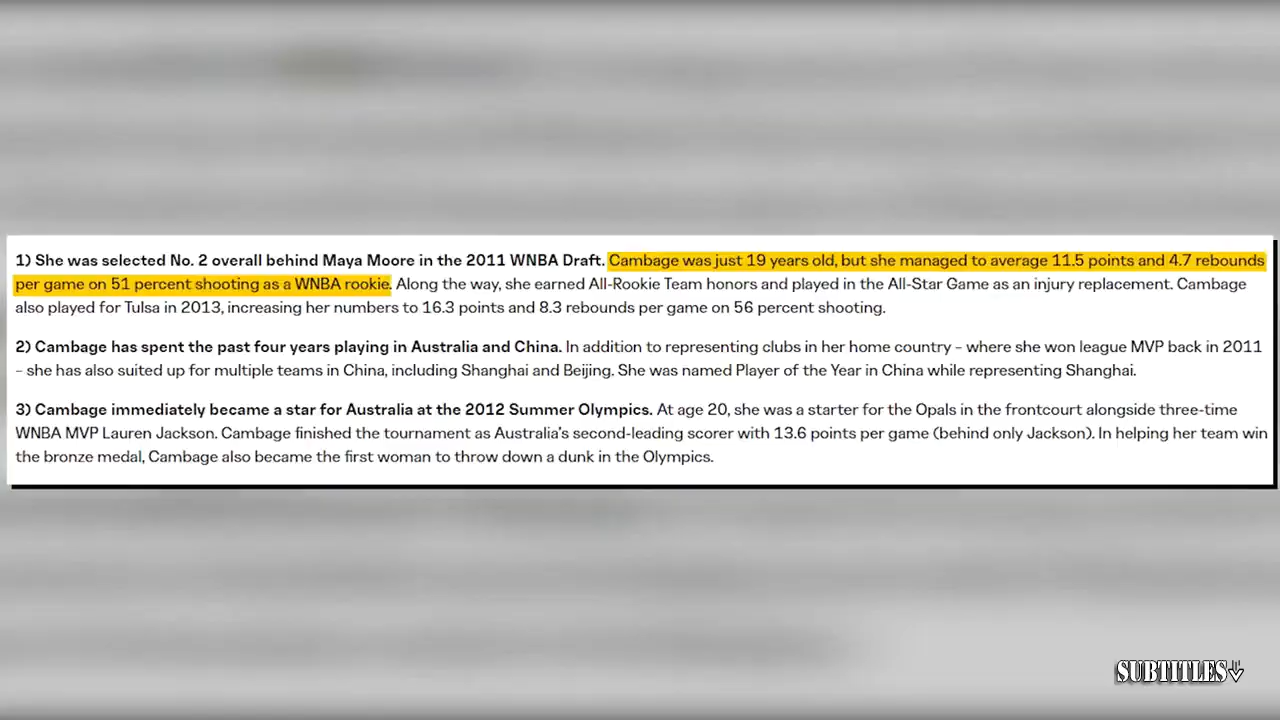 1) She was selected No. 2 overall behind Maya Moore in the 2011 WNBA Draft. Cambage was just 19 years old, but she managed to average 11.5 points and 4.7 rebounds
per game on 51 percent shooting as a WNBA rookie. Along the way, she earned All-Rookie Team honors and played in the All-Star Game as an injury replacement. Cambage
also played for Tulsa in 2013, increasing her numbers to 16.3 points and 8.3 rebounds per game on 56 percent shooting.
2) Cambage has spent the past four years playing in Australia and China. In addition to representing clubs in her home country – where she won league MVP back in 2011
– she has also suited up for multiple teams in China, including Shanghai and Beijing. She was named Player of the Year in China while representing Shanghai.
3) Cambage immediately became a star for Australia at the 2012 Summer Olympics. At age 20, she was a starter for the Opals in the frontcourt alongside three-time
WNBA MVP Lauren Jackson. Cambage finished the tournament as Australia's second-leading scorer with 13.6 points per game (behind only Jackson). In helping her team win
the bronze medal, Cambage also became the first woman to throw down a dunk in the Olympics.
SUBTITLES